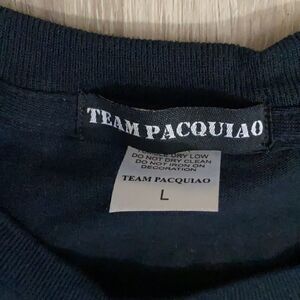 TEAM PACQUIAO
DRY LOW
DO NOT DRY CLEAN
DO NOT IRON ON
DECORATION
TEAM PACQUIAO
L